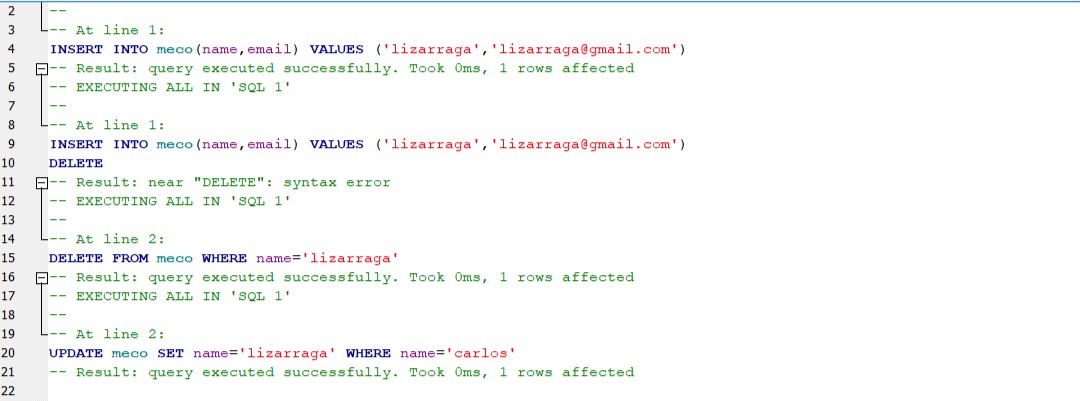 2 --
3 -- At line 1:
4 INSERT INTO meco(name,email) VALUES ('lizarraga','lizarraga@gmail.com')
5 -- Result: query executed successfully. Took 0ms, 1 rows affected
6 -- EXECUTING ALL IN 'SQL 1'
7 --
8 -- At line 1:
9 INSERT INTO meco(name,email) VALUES ('lizarraga','lizarraga@gmail.com')
10 DELETE
11 -- Result: near "DELETE": syntax error
12 -- EXECUTING ALL IN 'SQL 1'
13 --
14 -- At line 2:
15 DELETE FROM meco WHERE name='lizarraga'
16 -- Result: query executed successfully. Took 0ms, 1 rows affected
17 -- EXECUTING ALL IN 'SQL 1'
18 --
19 -- At line 2:
20 UPDATE meco SET name='lizarraga' WHERE name='carlos'
21 -- Result: query executed successfully. Took 0ms, 1 rows affected
22